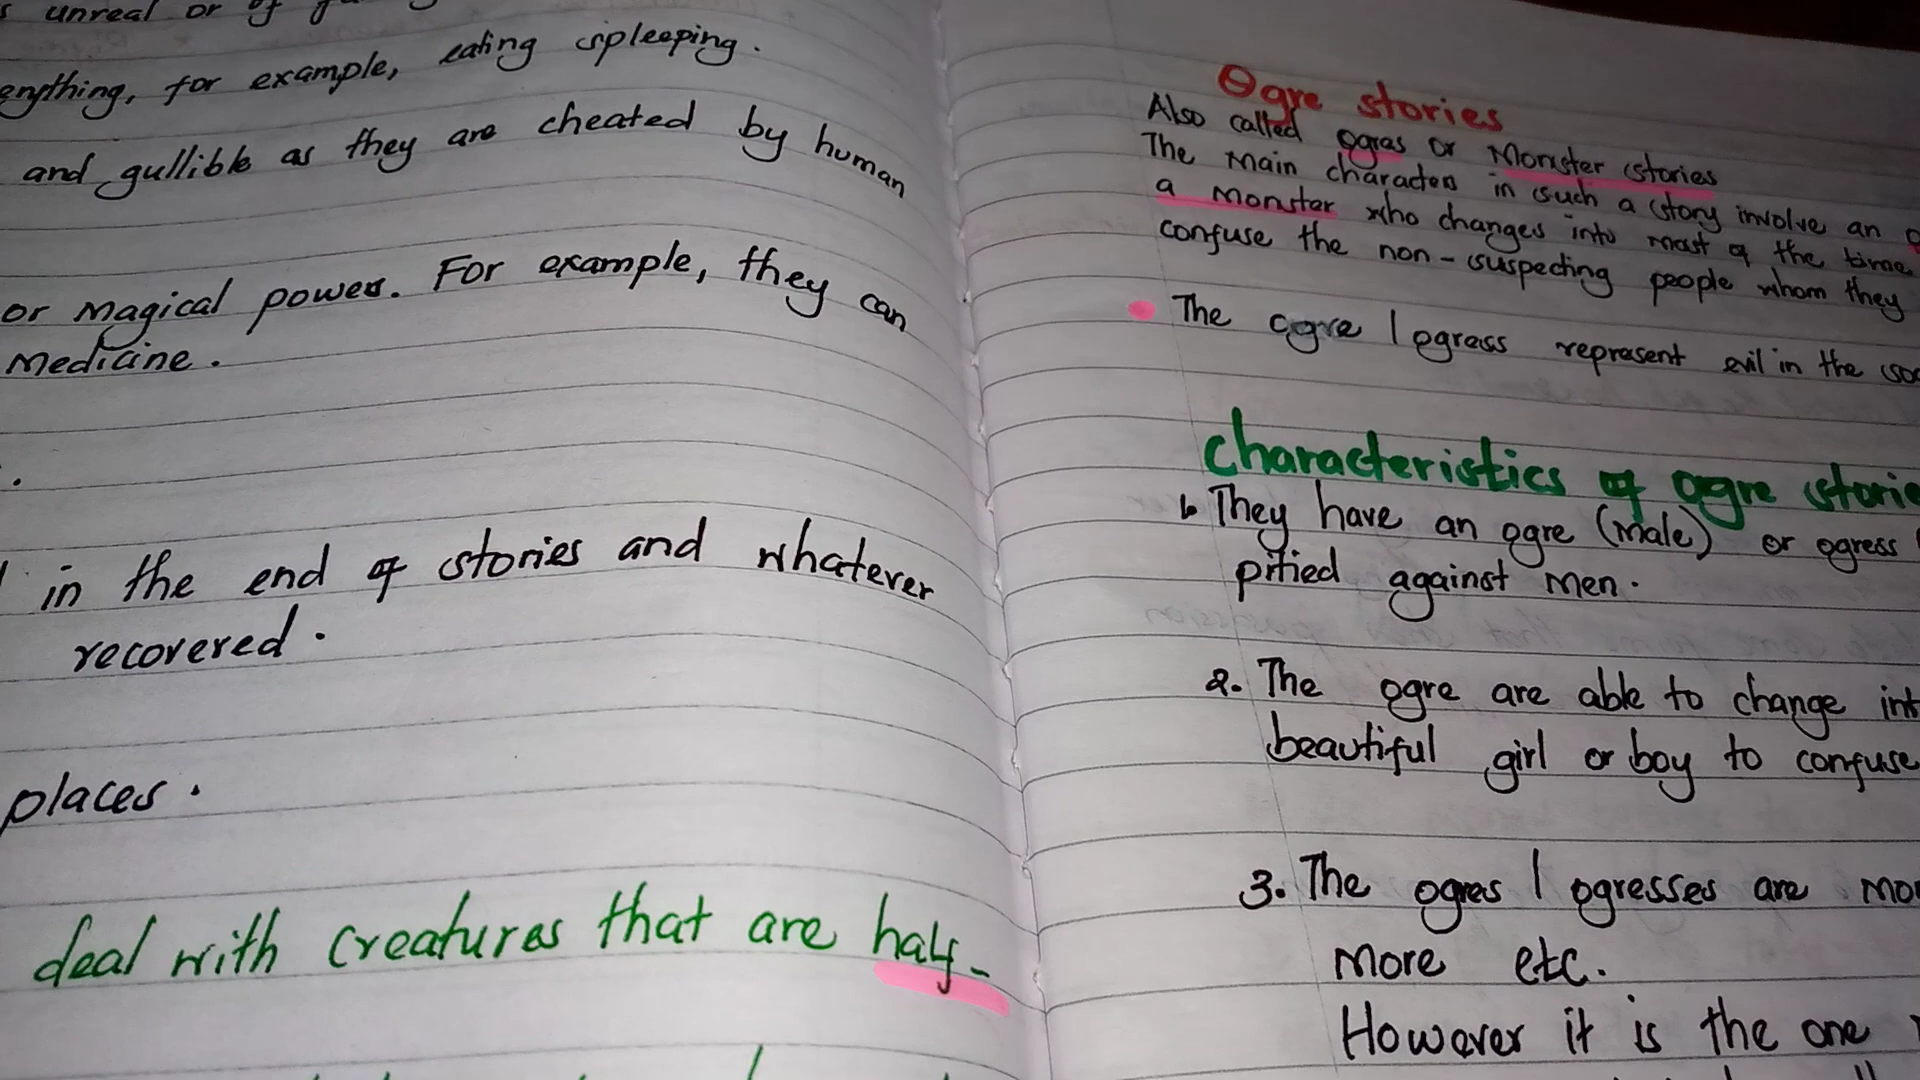 unreal or of
enything, for example, eating spleeping.
and gullible as they are cheated by human
or magical power. For example, they can
medicine.
.
in the end of stories and whatever
recovered.
places.
deal with creatures that are half-
Ogre stories
Also called ogres or Monster stories
The main characters in such a story involve an
a monster who changes into most of the time
confuse the non-suspecting people whom they
The ogre / ogress represent evil in the soc
Characteristics of ogre storie
1. They have an ogre (male) or ogress (
pitied against men.
2. The ogre are able to change int
beautiful girl or boy to confuse
3. The ogres / ogresses are mo
more etc.
However it is the one